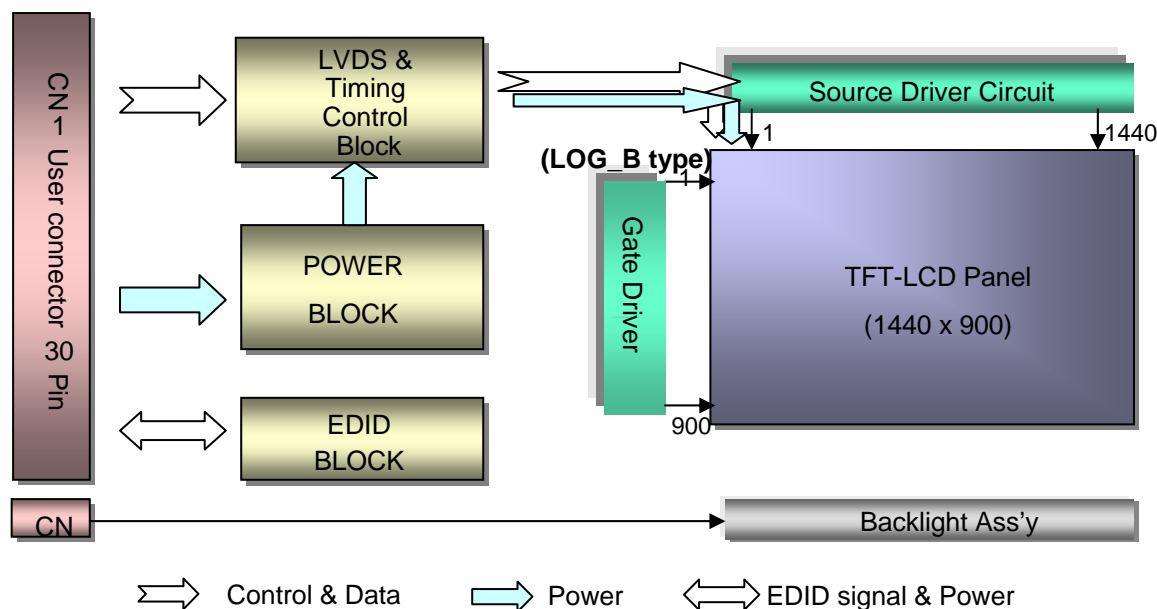 CN 1 User connector 30 Pin
LVDS &
Timing
Control
Block
POWER
BLOCK
EDID
BLOCK
Source Driver Circuit
1
1440
(LOG_B type)
1
Gate Driver
900
TFT-LCD Panel
(1440 x 900)
CN
Backlight Ass'y
Control & Data
Power
EDID signal & Power